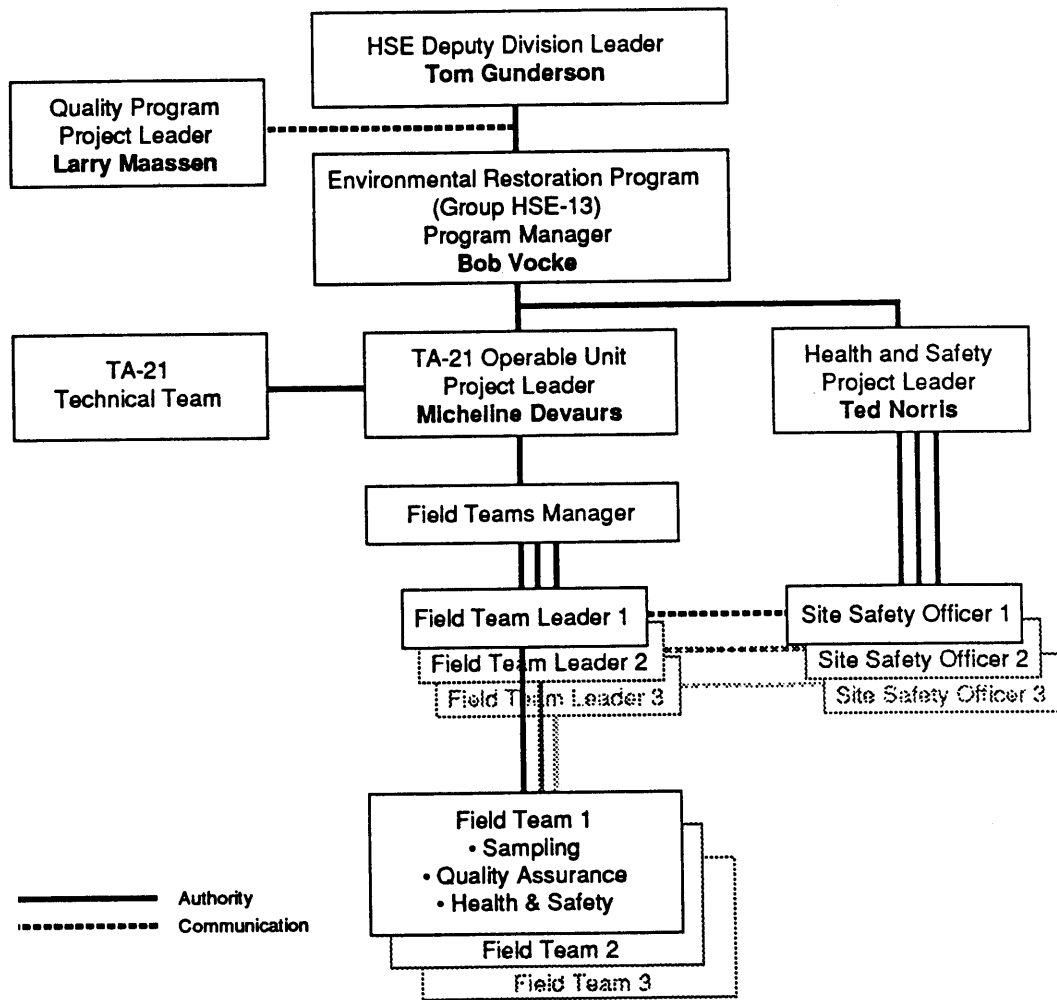 HSE Deputy Division Leader
Tom Gunderson
Quality Program
Project Leader
Larry Maassen
Environmental Restoration Program
(Group HSE-13)
Program Manager
Bob Vocke
TA-21
Technical Team
TA-21 Operable Unit
Project Leader
Micheline Devaurs
Health and Safety
Project Leader
Ted Norris
Field Teams Manager
Field Team Leader 1
Site Safety Officer 1
Field Team Leader 2
Site Safety Officer 2
Field Team Leader 3
Site Safety Officer 3
Field Team 1
• Sampling
• Quality Assurance
• Health & Safety
Field Team 2
Field Team 3
Authority
Communication